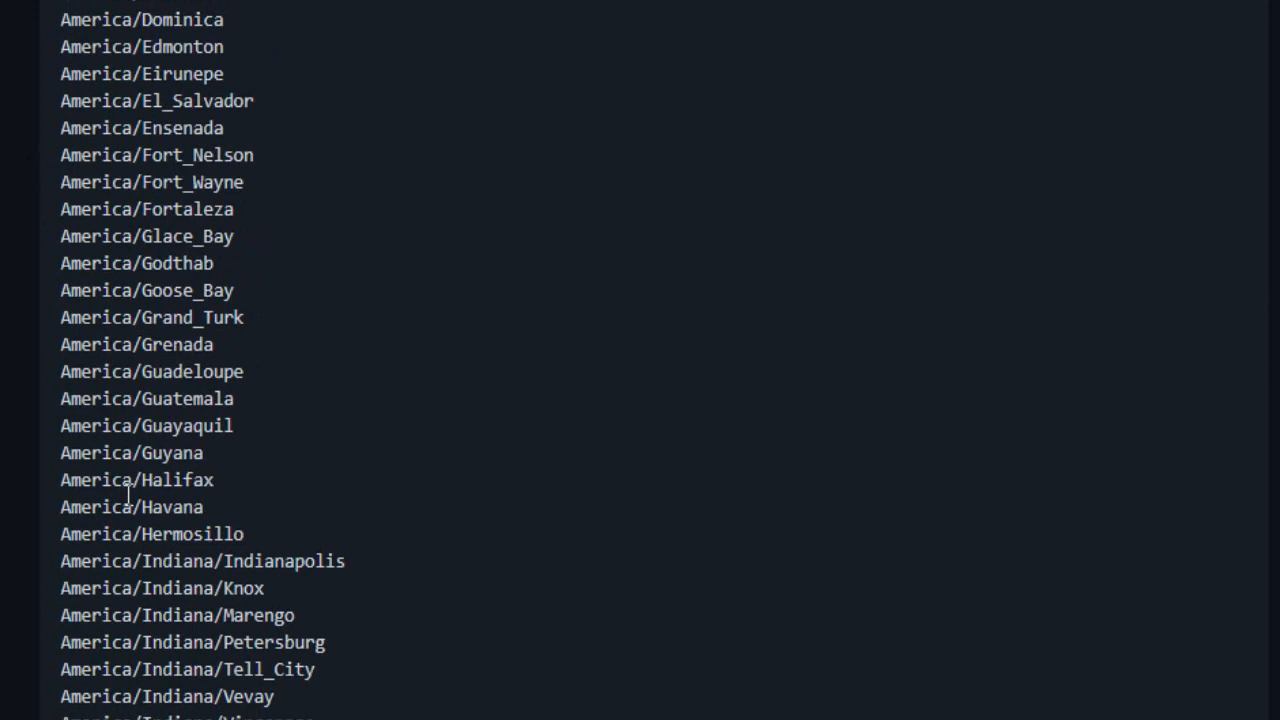 America/Dominica
America/Edmonton
America/Eirunepe
America/El_Salvador
America/Ensenada
America/Fort_Nelson
America/Fort_Wayne
America/Fortaleza
America/Glace_Bay
America/Godthab
America/Goose_Bay
America/Grand_Turk
America/Grenada
America/Guadeloupe
America/Guatemala
America/Guayaquil
America/Guyana
America/Halifax
America/Havana
America/Hermosillo
America/Indiana/Indianapolis
America/Indiana/Knox
America/Indiana/Marengo
America/Indiana/Petersburg
America/Indiana/Tell_City
America/Indiana/Vevay